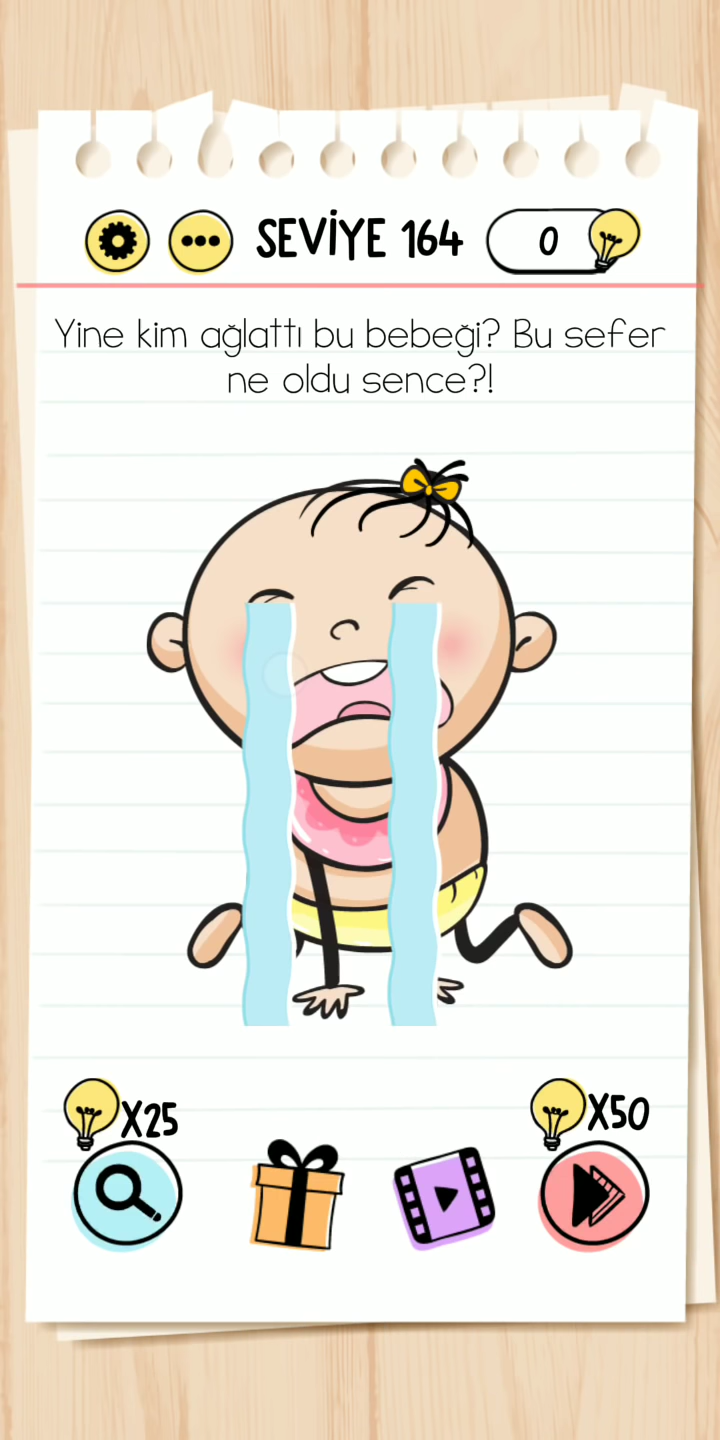 SEVİYE 164
0
Yine kim ağlattı bu bebeği? Bu sefer
ne oldu sence?!
X25
X50